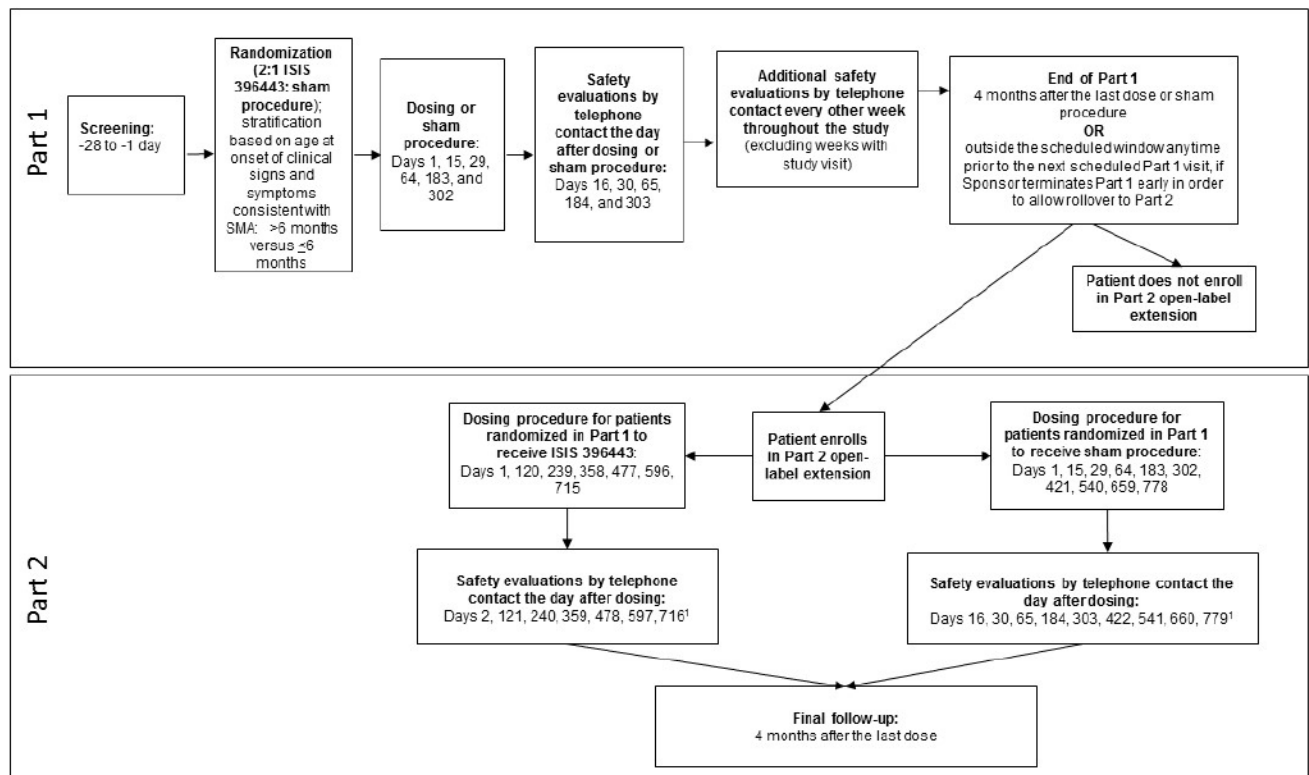 Part 1
Screening:
-28 to -1 day
Randomization
(2:1 ISIS
396443: sham
procedure);
stratification
based on age at
onset of clinical
signs and
symptoms
consistent with
SMA: >6 months
versus ≤6
months
Dosing or
sham
procedure:
Days 1, 15, 29,
64, 183, and
302
Safety
evaluations by
telephone
contact the day
after dosing or
sham procedure:
Days 16, 30, 65,
184, and 303
Additional safety
evaluations by telephone
contact every other week
throughout the study
(excluding weeks with
study visit)
End of Part 1
4 months after the last dose or sham
procedure
OR
outside the scheduled window anytime
prior to the next scheduled Part 1 visit, if
Sponsor terminates Part 1 early in order
to allow rollover to Part 2
Patient does not enroll
in Part 2 open-label
extension
Part 2
Dosing procedure for patients
randomized in Part 1 to
receive ISIS 396443:
Days 1, 120, 239, 358, 477, 596,
715
Patient enrolls
in Part 2 open-
label extension
Dosing procedure for
patients randomized in Part 1
to receive sham procedure:
Days 1, 15, 29, 64, 183, 302,
421, 540, 659, 778
Safety evaluations by telephone
contact the day after dosing:
Days 2, 121, 240, 359, 478, 597, 716¹
Safety evaluations by telephone contact the
day after dosing:
Days 16, 30, 65, 184, 303, 422, 541, 660, 779¹
Final follow-up:
4 months after the last dose